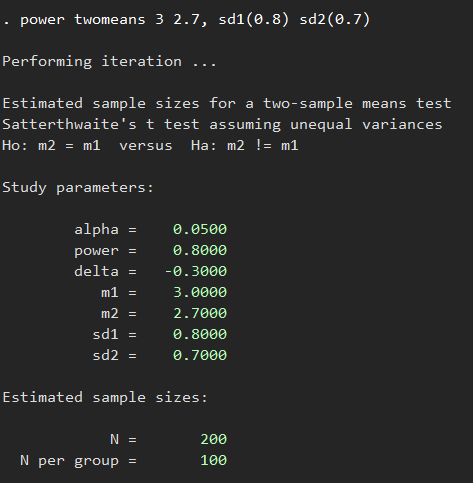 . power twomeans 3 2.7, sd1(0.8) sd2(0.7)
Performing iteration ...
Estimated sample sizes for a two-sample means test
Satterthwaite's t test assuming unequal variances
Ho: m2 = m1  versus  Ha: m2 != m1
Study parameters:
alpha =    0.0500
power =    0.8000
delta =   -0.3000
m1 =    3.0000
m2 =    2.7000
sd1 =    0.8000
sd2 =    0.7000
Estimated sample sizes:
N =       200
N per group =       100